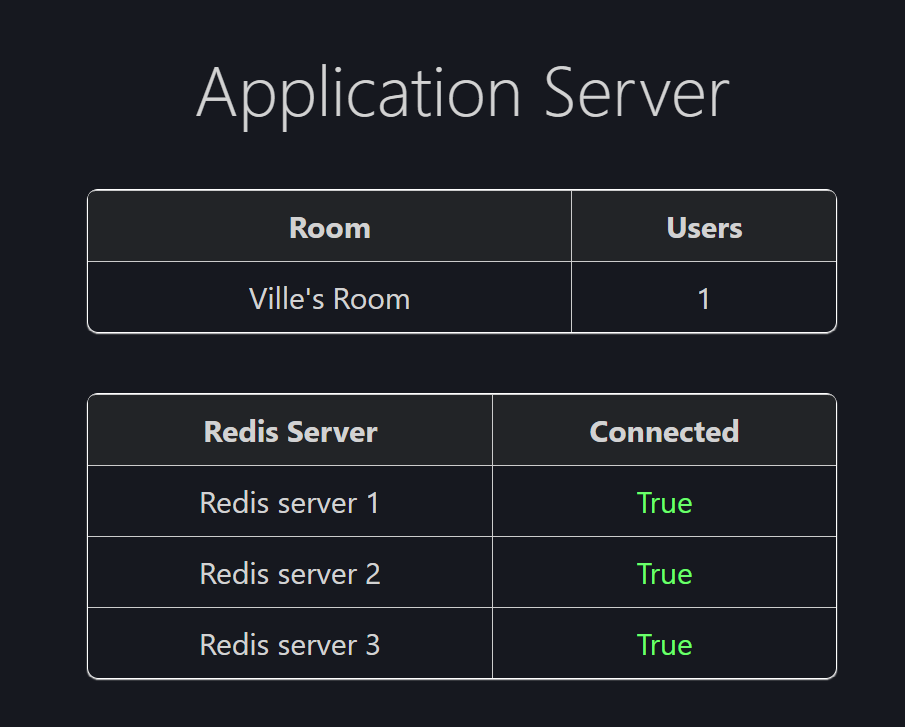 Application Server
Room Users
Ville's Room 1
Redis Server Connected
Redis server 1 True
Redis server 2 True
Redis server 3 True